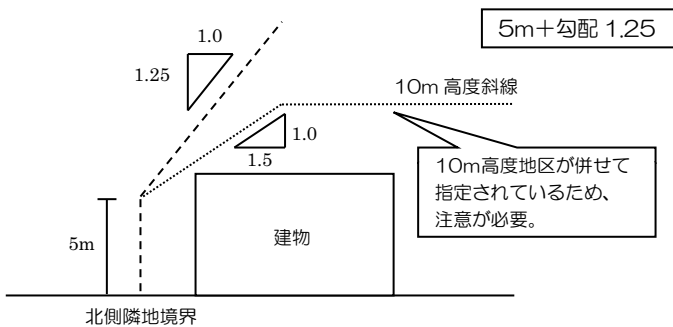 5m＋勾配 1.25
1.0
1.25
10m 高度斜線
1.0
1.5
10m高度地区が併せて
指定されているため、
注意が必要。
建物
5m
北側隣地境界